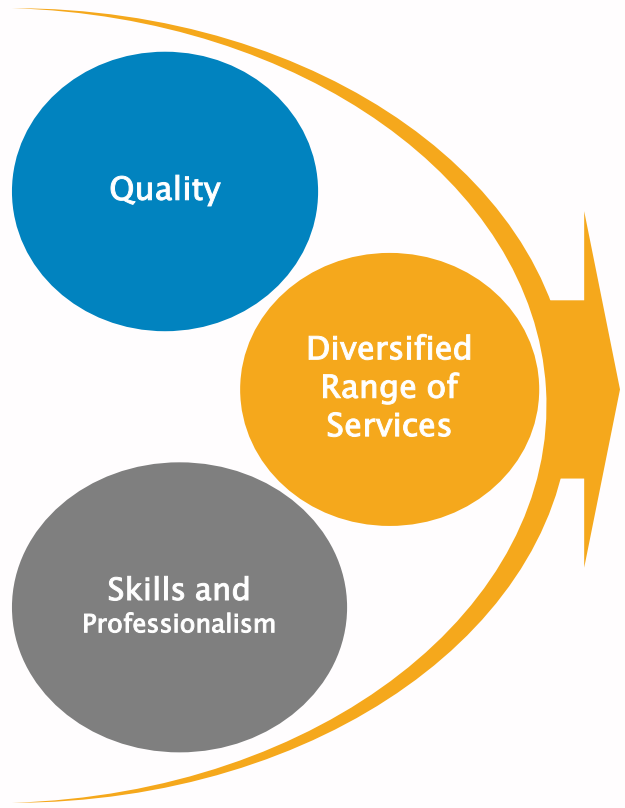 Quality
Diversified
Range of
Services
Skills and
Professionalism